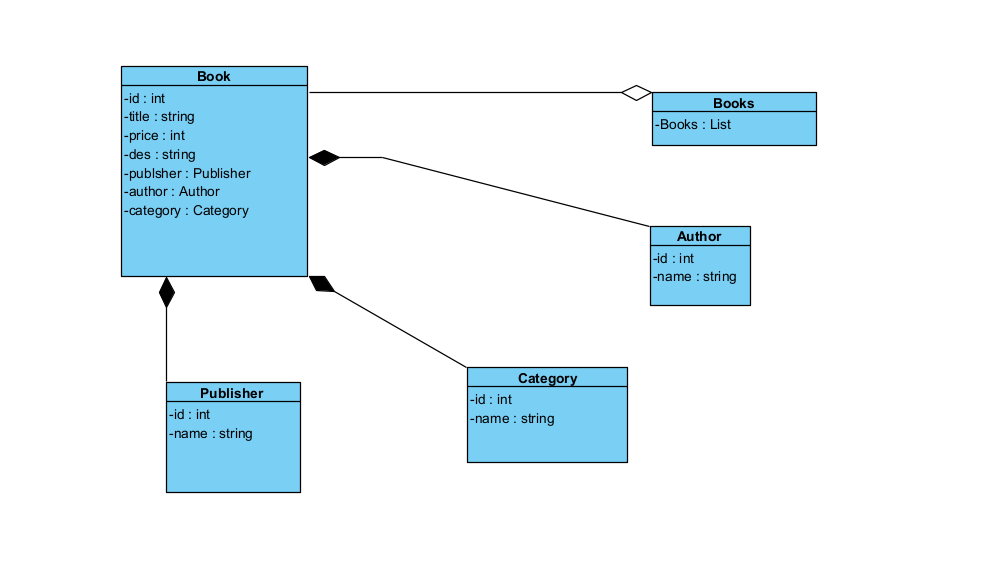 Book
-id : int
-title : string
-price : int
-des : string
-publsher : Publisher
-author : Author
-category : Category
Books
-Books : List
Author
-id : int
-name : string
Category
-id : int
-name : string
Publisher
-id : int
-name : string